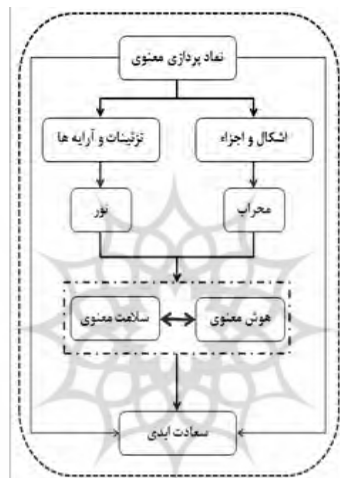 نماد پردازی معنوی
اشکال و اجزاء
تزئینات و آرایه ها
محراب
نور
هوش معنوی
سلامت معنوی
سعادت ابدی